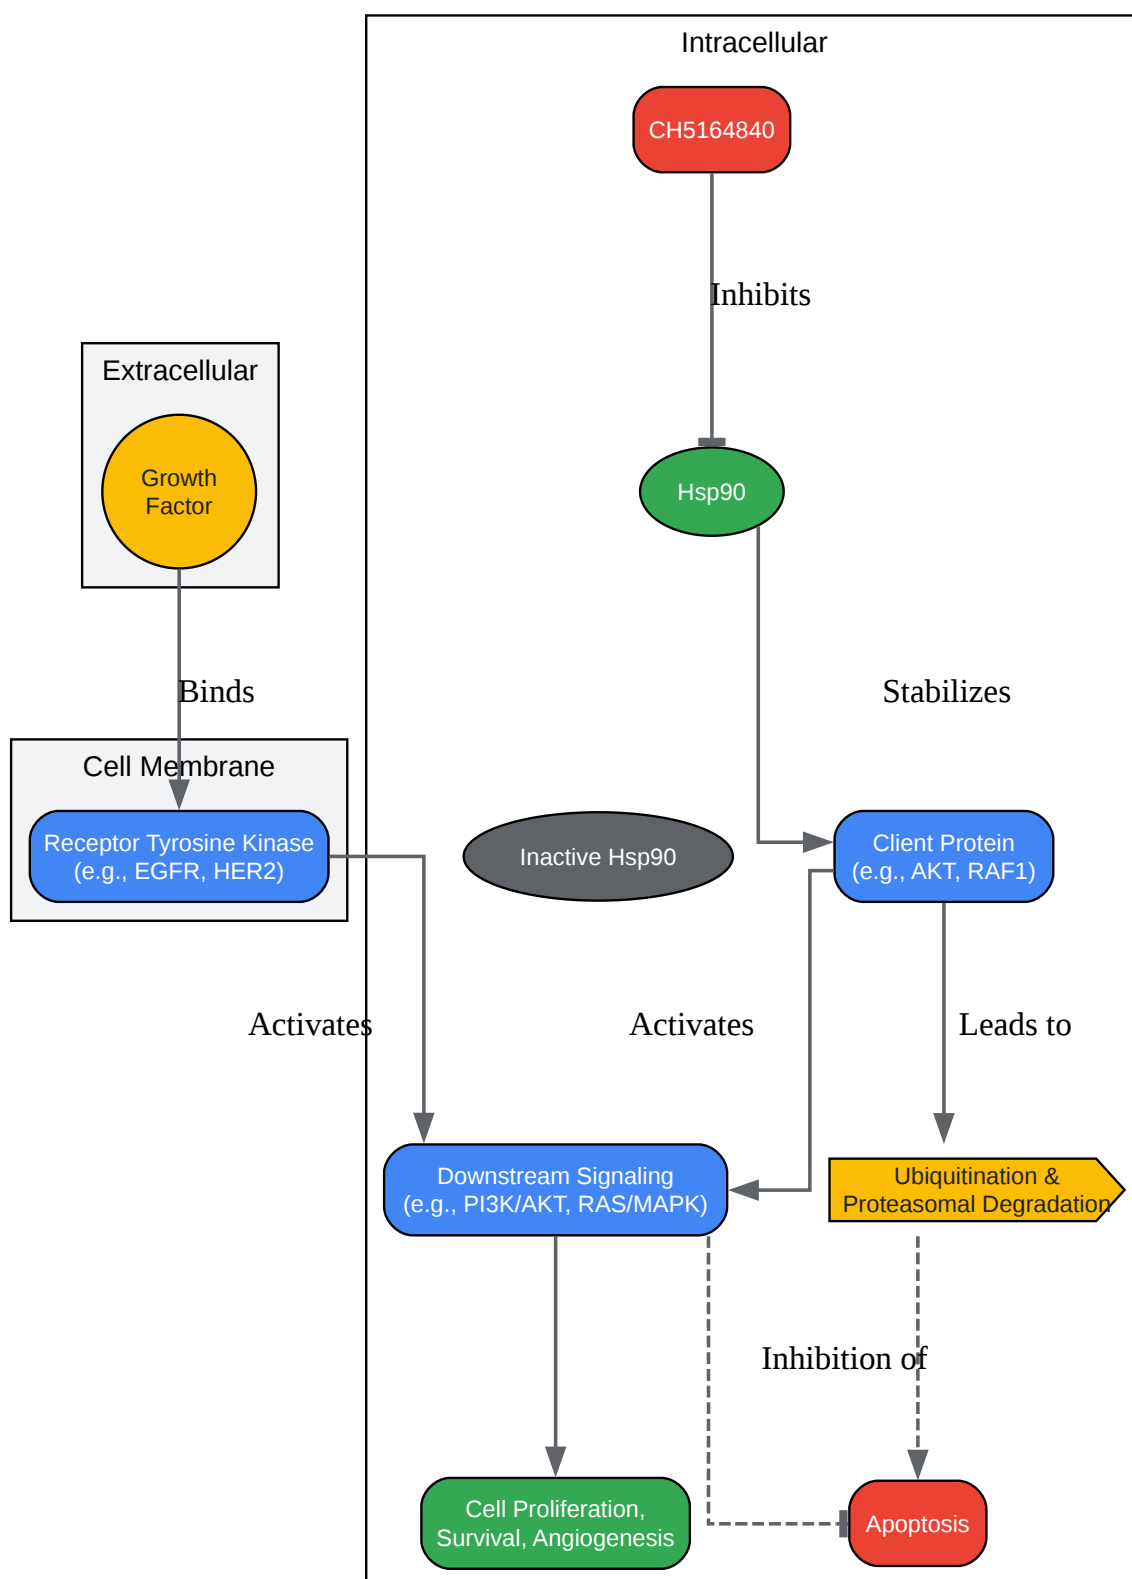 Intracellular
CH5164840
Inhibits
Extracellular
Growth
Factor
Hsp90
Binds
Stabilizes
Cell Membrane
Receptor Tyrosine Kinase
(e.g., EGFR, HER2)
Inactive Hsp90
Client Protein
(e.g., AKT, RAF1)
Activates
Activates
Leads to
Downstream Signaling
(e.g., PI3K/AKT, RAS/MAPK)
Ubiquitination &
Proteasomal Degradation
Inhibition of
Cell Proliferation,
Survival, Angiogenesis
Apoptosis